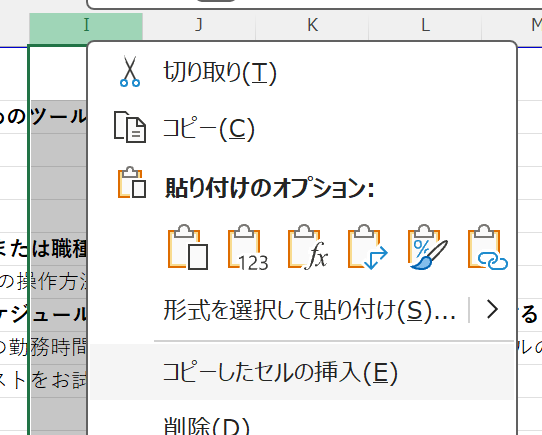 I J K L M
切り取り(T)
コピー(C)
貼り付けのオプション:
123 fx %
形式を選択して貼り付け(S)...
コピーしたセルの挿入(E)
削除(D)
のツール
または職種
の操作方法
ケジュール する
の勤務時間 ルの
ストをお試